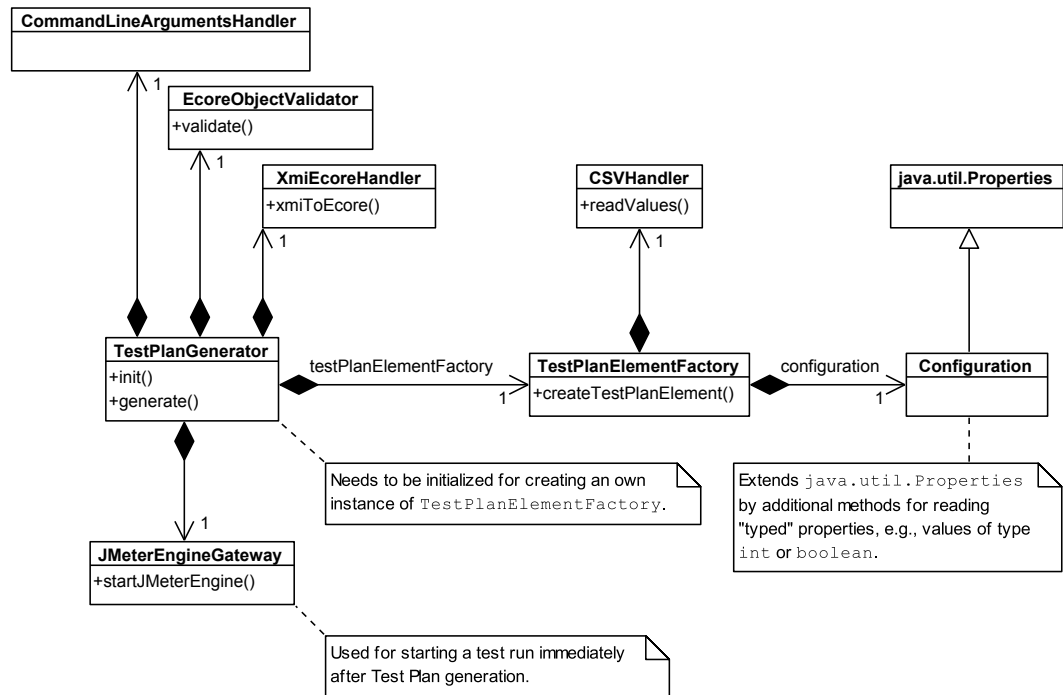 CommandLineArgumentsHandler
1
EcoreObjectValidator
+validate()
1
XmiEcoreHandler
+xmiToEcore()
1
CSVHandler
+readValues()
1
java.util.Properties
TestPlanGenerator
+init()
+generate()
testPlanElementFactory
1
TestPlanElementFactory
+createTestPlanElement()
configuration
1
Configuration
Needs to be initialized for creating an own
instance of TestPlanElementFactory.
Extends java.util.Properties
by additional methods for reading
"typed" properties, e.g., values of type
int or boolean.
1
JMeterEngineGateway
+startJMeterEngine()
Used for starting a test run immediately
after Test Plan generation.